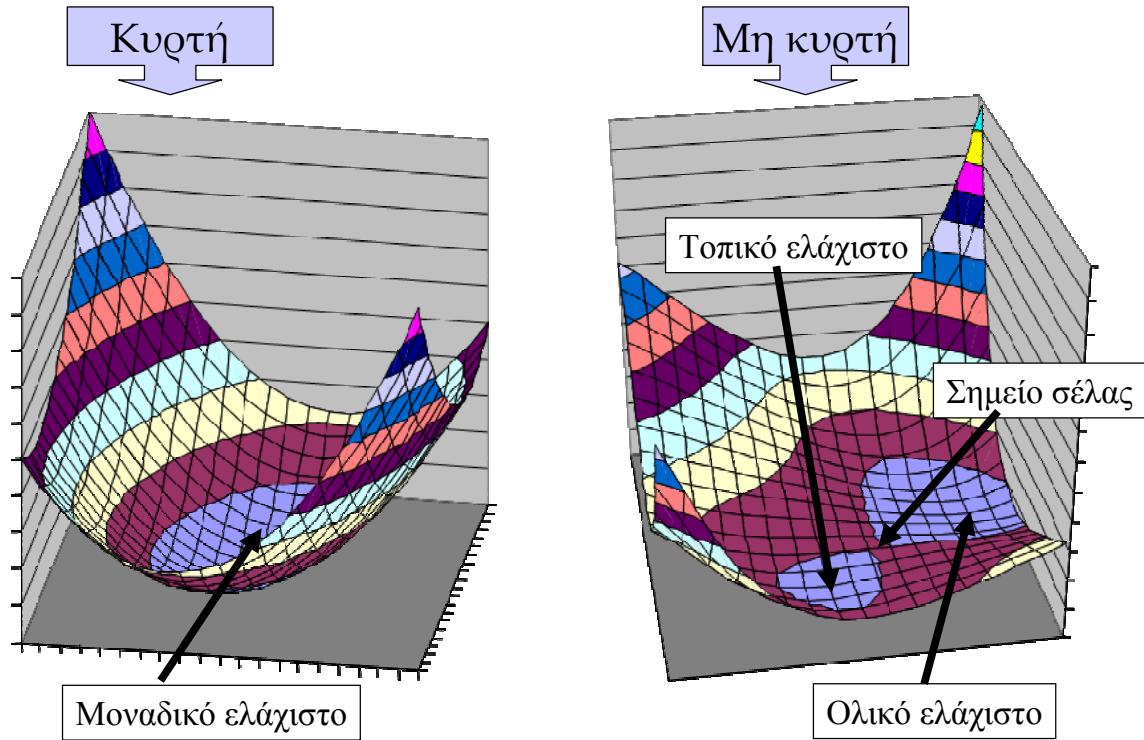 Κυρτή
Μη κυρτή
Τοπικό ελάχιστο
Σημείο σέλας
Μοναδικό ελάχιστο
Ολικό ελάχιστο